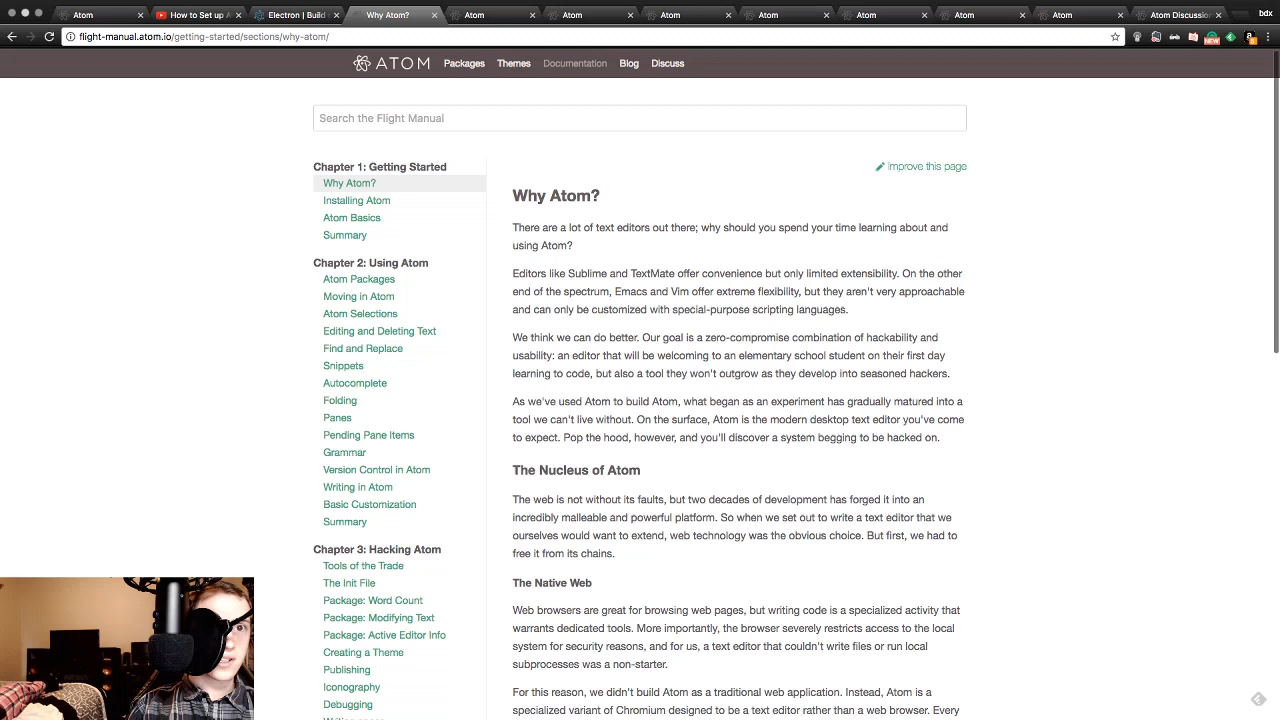 Atom
How to Set up A
Electron | Build
Why Atom?
Atom
Atom
Atom
Atom
Atom
Atom
Atom
Atom Discussio
bdx
flight-manual.atom.io/getting-started/sections/why-atom/
NEW
ATOM Packages Themes Documentation Blog Discuss
Search the Flight Manual
Improve this page
Chapter 1: Getting Started
Why Atom?
Installing Atom
Atom Basics
Summary
Chapter 2: Using Atom
Atom Packages
Moving in Atom
Atom Selections
Editing and Deleting Text
Find and Replace
Snippets
Autocomplete
Folding
Panes
Pending Pane Items
Grammar
Version Control in Atom
Writing in Atom
Basic Customization
Summary
Chapter 3: Hacking Atom
Tools of the Trade
The Init File
Package: Word Count
Package: Modifying Text
Package: Active Editor Info
Creating a Theme
Publishing
Iconography
Debugging
Why Atom?
There are a lot of text editors out there; why should you spend your time learning about and
using Atom?
Editors like Sublime and TextMate offer convenience but only limited extensibility. On the other
end of the spectrum, Emacs and Vim offer extreme flexibility, but they aren't very approachable
and can only be customized with special-purpose scripting languages.
We think we can do better. Our goal is a zero-compromise combination of hackability and
usability: an editor that will be welcoming to an elementary school student on their first day
learning to code, but also a tool they won't outgrow as they develop into seasoned hackers.
As we've used Atom to build Atom, what began as an experiment has gradually matured into a
tool we can't live without. On the surface, Atom is the modern desktop text editor you've come
to expect. Pop the hood, however, and you'll discover a system begging to be hacked on.
The Nucleus of Atom
The web is not without its faults, but two decades of development has forged it into an
incredibly malleable and powerful platform. So when we set out to write a text editor that we
ourselves would want to extend, web technology was the obvious choice. But first, we had to
free it from its chains.
The Native Web
Web browsers are great for browsing web pages, but writing code is a specialized activity that
warrants dedicated tools. More importantly, the browser severely restricts access to the local
system for security reasons, and for us, a text editor that couldn't write files or run local
subprocesses was a non-starter.
For this reason, we didn't build Atom as a traditional web application. Instead, Atom is a
specialized variant of Chromium designed to be a text editor rather than a web browser. Every